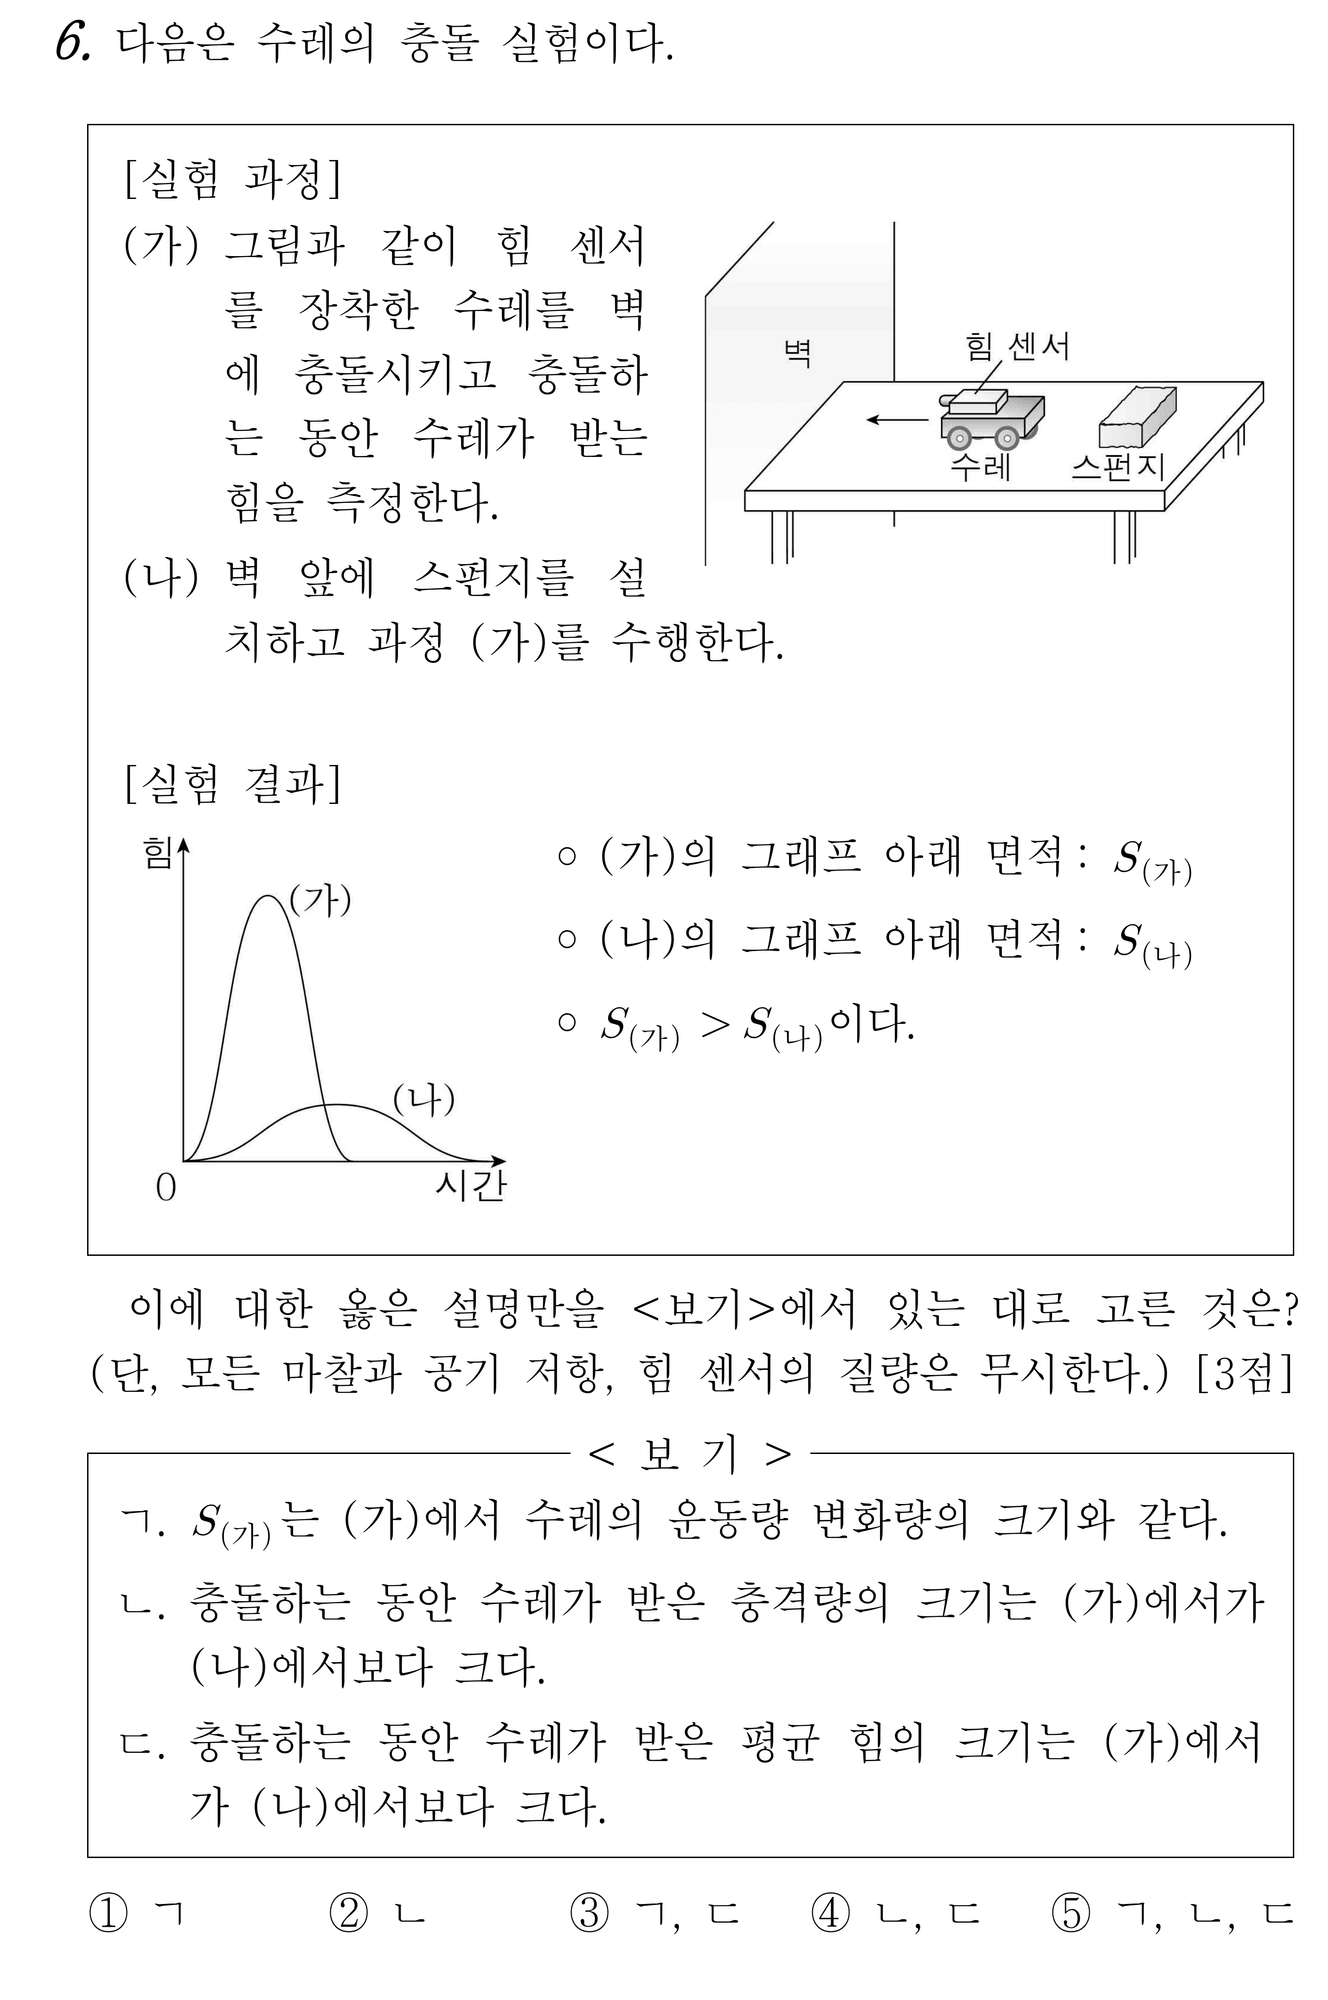 6. 다음은 수레의 충돌 실험이다.
[실험 과정]
(가) 그림과 같이 힘 센서
를 장착한 수레를 벽
에 충돌시키고 충돌하
는 동안 수레가 받는
힘을 측정한다.
(나) 벽 앞에 스펀지를 설
치하고 과정 (가)를 수행한다.
벽
힘 센서
수레
스펀지
[실험 결과]
힘
(가)
(나)
0
시간
○ (가)의 그래프 아래 면적: S(가)
○ (나)의 그래프 아래 면적: S(나)
○ S(가) > S(나)이다.
이에 대한 옳은 설명만을 <보기>에서 있는 대로 고른 것은?
(단, 모든 마찰과 공기 저항, 힘 센서의 질량은 무시한다.) [3점]
< 보 기 >
ㄱ. S(가)는 (가)에서 수레의 운동량 변화량의 크기와 같다.
ㄴ. 충돌하는 동안 수레가 받은 충격량의 크기는 (가)에서가
(나)에서보다 크다.
ㄷ. 충돌하는 동안 수레가 받은 평균 힘의 크기는 (가)에서
가 (나)에서보다 크다.
① ㄱ ② ㄴ ③ ㄱ, ㄷ ④ ㄴ, ㄷ ⑤ ㄱ, ㄴ, ㄷ